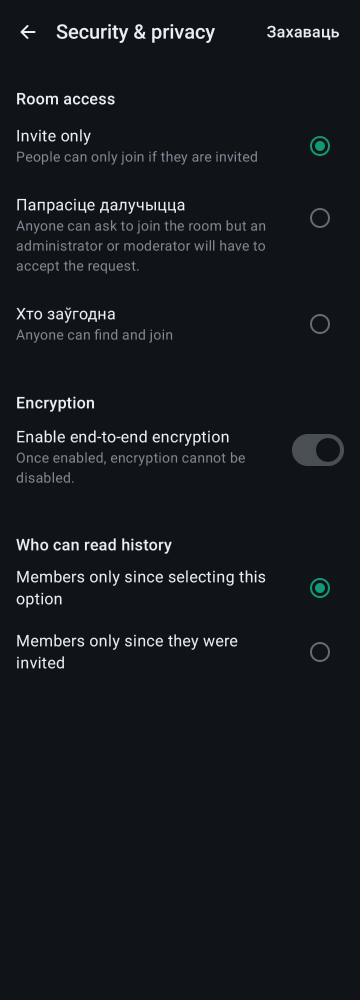 Security & privacy
Захаваць
Room access
Invite only
People can only join if they are invited
Папрасіце далучыцца
Anyone can ask to join the room but an
administrator or moderator will have to
accept the request.
Хто заўгодна
Anyone can find and join
Encryption
Enable end-to-end encryption
Once enabled, encryption cannot be
disabled.
Who can read history
Members only since selecting this
option
Members only since they were
invited